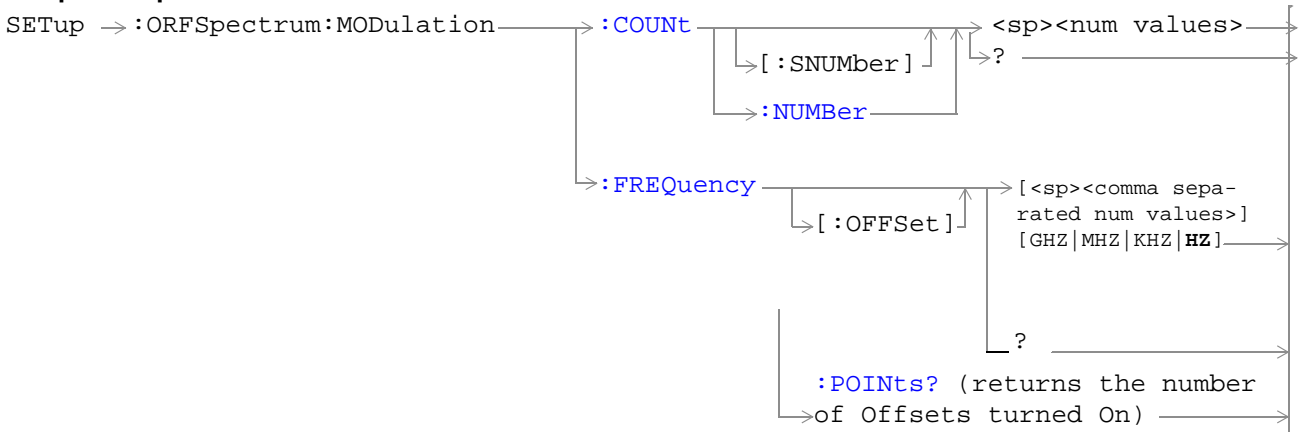 SETup :ORFSpectrum:MODulation :COUNt <sp><num values>
[:SNUMber] ?
:NUMBer
:FREQuency [<sp><comma sepa-
rated num values>]
[:OFFSet] [GHZ|MHZ|KHZ|HZ]
?
:POINts? (returns the number
of Offsets turned On)